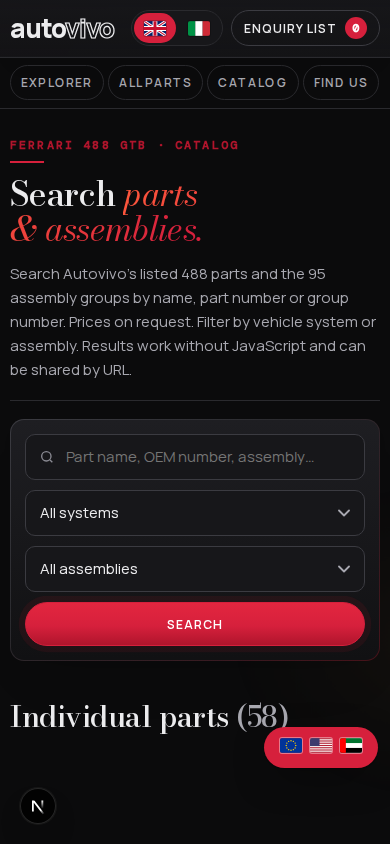 autovivo
ENQUIRY LIST 0
EXPLORER ALL PARTS CATALOG FIND US
FERRARI 488 GTB · CATALOG
Search parts
& assemblies.
Search Autovivo's listed 488 parts and the 95
assembly groups by name, part number or group
number. Prices on request. Filter by vehicle system or
assembly. Results work without JavaScript and can
be shared by URL.
Part name, OEM number, assembly…
All systems
All assemblies
SEARCH
Individual parts (58)
N